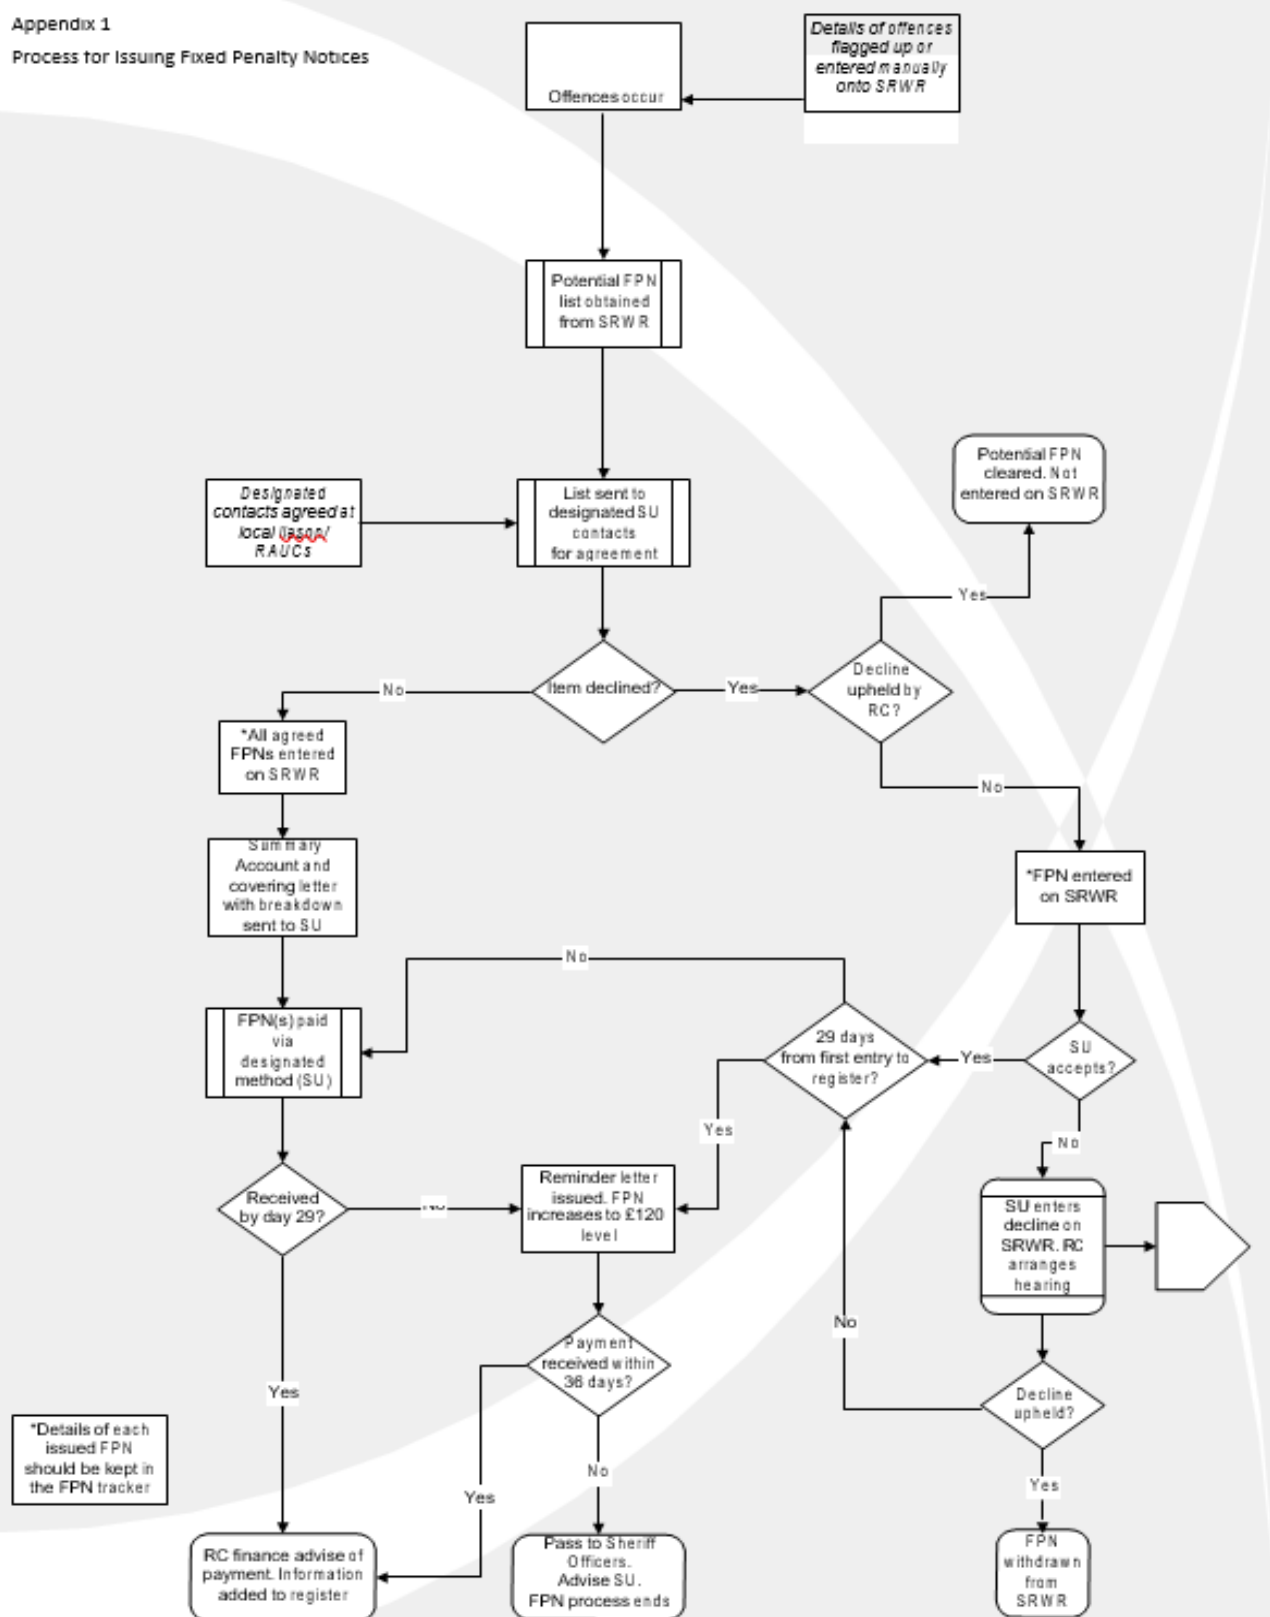 Appendix 1
Process for Issuing Fixed Penalty Notices
Offences occur
Details of offences
flagged up or
entered manually
onto SRWR
Potential FPN
list obtained
from SRWR
Designated
contacts agreed at
local liason/
RAUCs
List sent to
designated SU
contacts
for agreement
Potential FPN
cleared. Not
entered on SRWR
Yes
Item declined?
No
Yes
Decline
upheld by
RC?
No
*All agreed
FPNs entered
on SRWR
Summary
Account and
covering letter
with breakdown
sent to SU
*FPN entered
on SRWR
No
FPN(s) paid
via
designated
method (SU)
29 days
from first entry to
register?
Yes
SU
accepts?
Yes
No
Received
by day 29?
No
Reminder letter
issued. FPN
increases to £120
level
SU enters
decline on
SRWR. RC
arranges
hearing
No
Payment
received within
36 days?
Yes
Decline
upheld?
*Details of each
issued FPN
should be kept in
the FPN tracker
Yes
No
Yes
RC finance advise of
payment. Information
added to register
Pass to Sheriff
Officers.
Advise SU.
FPN process ends
FPN
withdrawn
from
SRWR